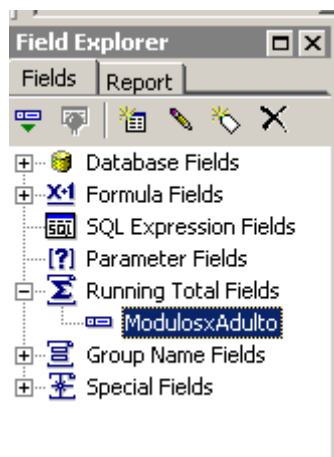 Field Explorer
Fields Report
Database Fields
X+1 Formula Fields
SQL SQL Expression Fields
[?] Parameter Fields
Σ Running Total Fields
ModulosxAdulto
Group Name Fields
Special Fields